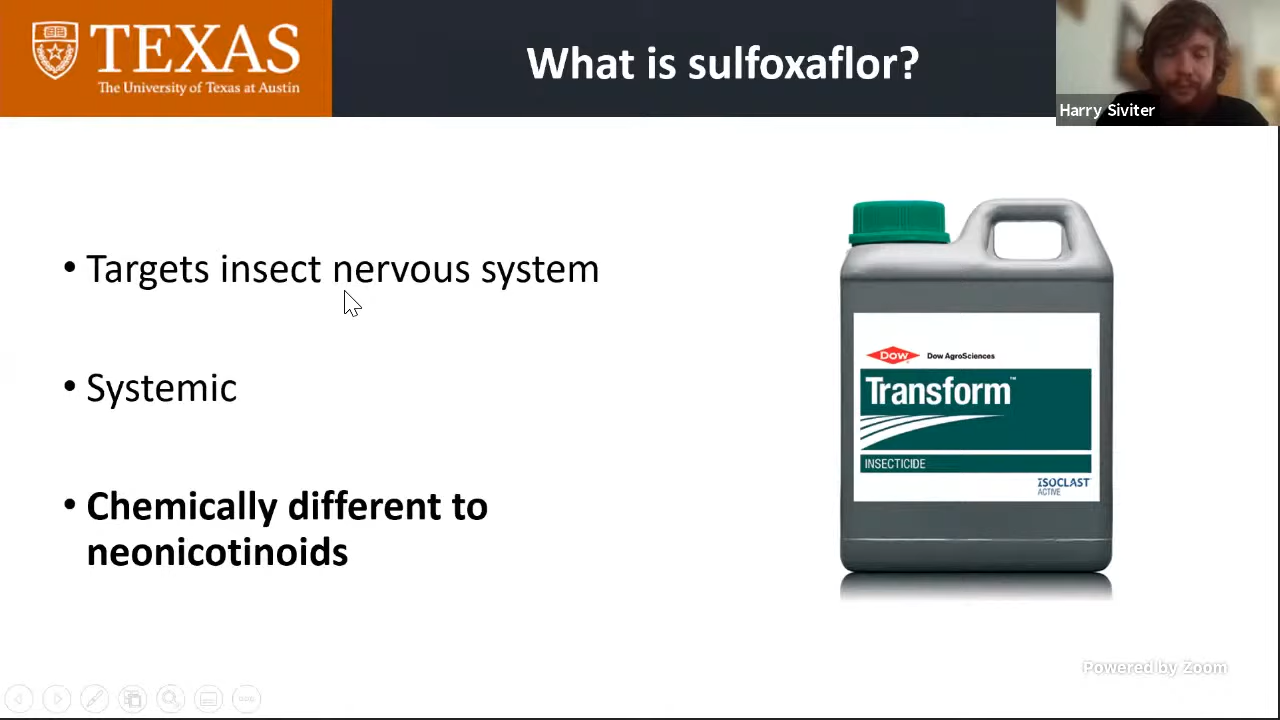 TEXAS
The University of Texas at Austin
What is sulfoxaflor?
Harry Siviter
• Targets insect nervous system
• Systemic
• Chemically different to
neonicotinoids
Dow
Dow AgroSciences
Transform™
INSECTICIDE
ISOCLAST
ACTIVE
Powered by Zoom